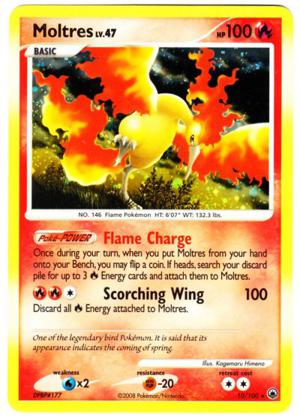 Moltres LV.47 HP 100
BASIC
NO. 146 Flame Pokémon HT: 6'07" WT: 132.3 lbs.
Poké-POWER Flame Charge
Once during your turn, when you put Moltres from your hand
onto your Bench, you may flip a coin. If heads, search your discard
pile for up to 3 Energy cards and attach them to Moltres.
Scorching Wing 100
Discard all Energy attached to Moltres.
One of the legendary bird Pokémon. It is said that its
appearance indicates the coming of spring.
Illus. Kagemaru Himeno
weakness resistance retreat cost
×2 -20
DPBP#177 ©2008 Pokémon/Nintendo 10/100